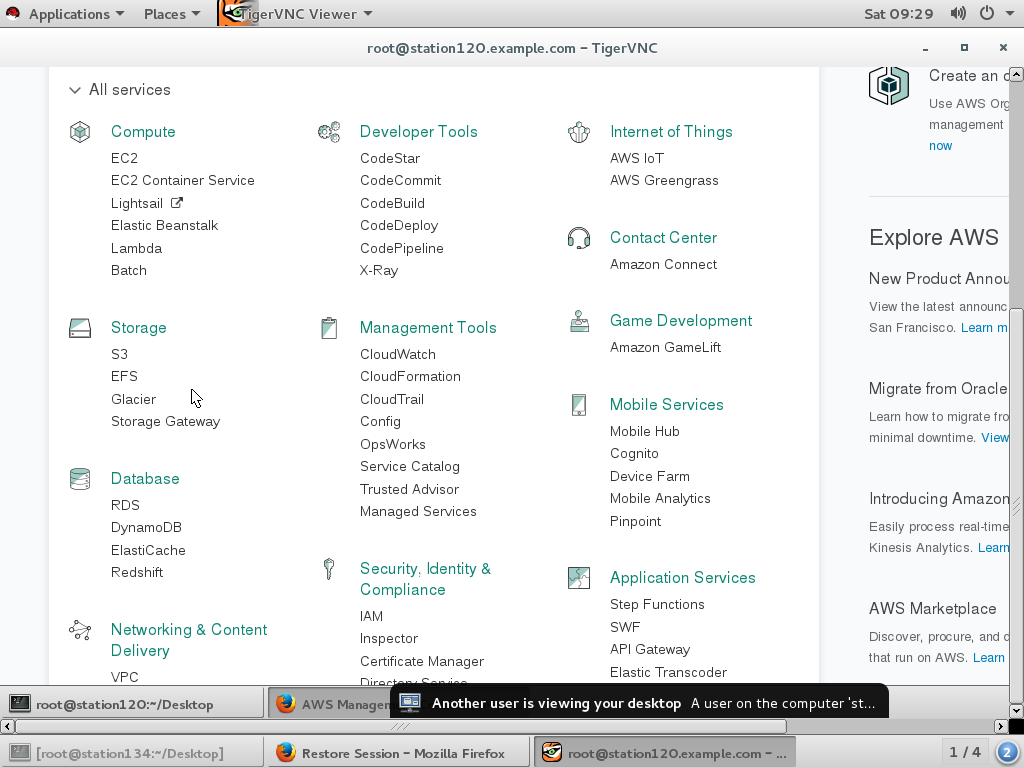 Applications Places TigerVNC Viewer Sat 09:29
root@station120.example.com – TigerVNC
All services
Compute
EC2
EC2 Container Service
Lightsail
Elastic Beanstalk
Lambda
Batch
Storage
S3
EFS
Glacier
Storage Gateway
Database
RDS
DynamoDB
ElastiCache
Redshift
Networking & Content
Delivery
VPC
Developer Tools
CodeStar
CodeCommit
CodeBuild
CodeDeploy
CodePipeline
X-Ray
Management Tools
CloudWatch
CloudFormation
CloudTrail
Config
OpsWorks
Service Catalog
Trusted Advisor
Managed Services
Security, Identity &
Compliance
IAM
Inspector
Certificate Manager
Directory Service
Internet of Things
AWS IoT
AWS Greengrass
Contact Center
Amazon Connect
Game Development
Amazon GameLift
Mobile Services
Mobile Hub
Cognito
Device Farm
Mobile Analytics
Pinpoint
Application Services
Step Functions
SWF
API Gateway
Elastic Transcoder
Create an o
Use AWS Org
management
now
Explore AWS
New Product Annou
View the latest announc
San Francisco. Learn m
Migrate from Oracle
Learn how to migrate fro
minimal downtime. View
Introducing Amazon
Easily process real-time
Kinesis Analytics. Learn
AWS Marketplace
Discover, procure, and d
that run on AWS. Learn
root@station120:~/Desktop AWS Managen
Another user is viewing your desktop A user on the computer 'st...
[root@station134:~/Desktop] Restore Session – Mozilla Firefox root@station120.example.com – ... 1 / 4 2